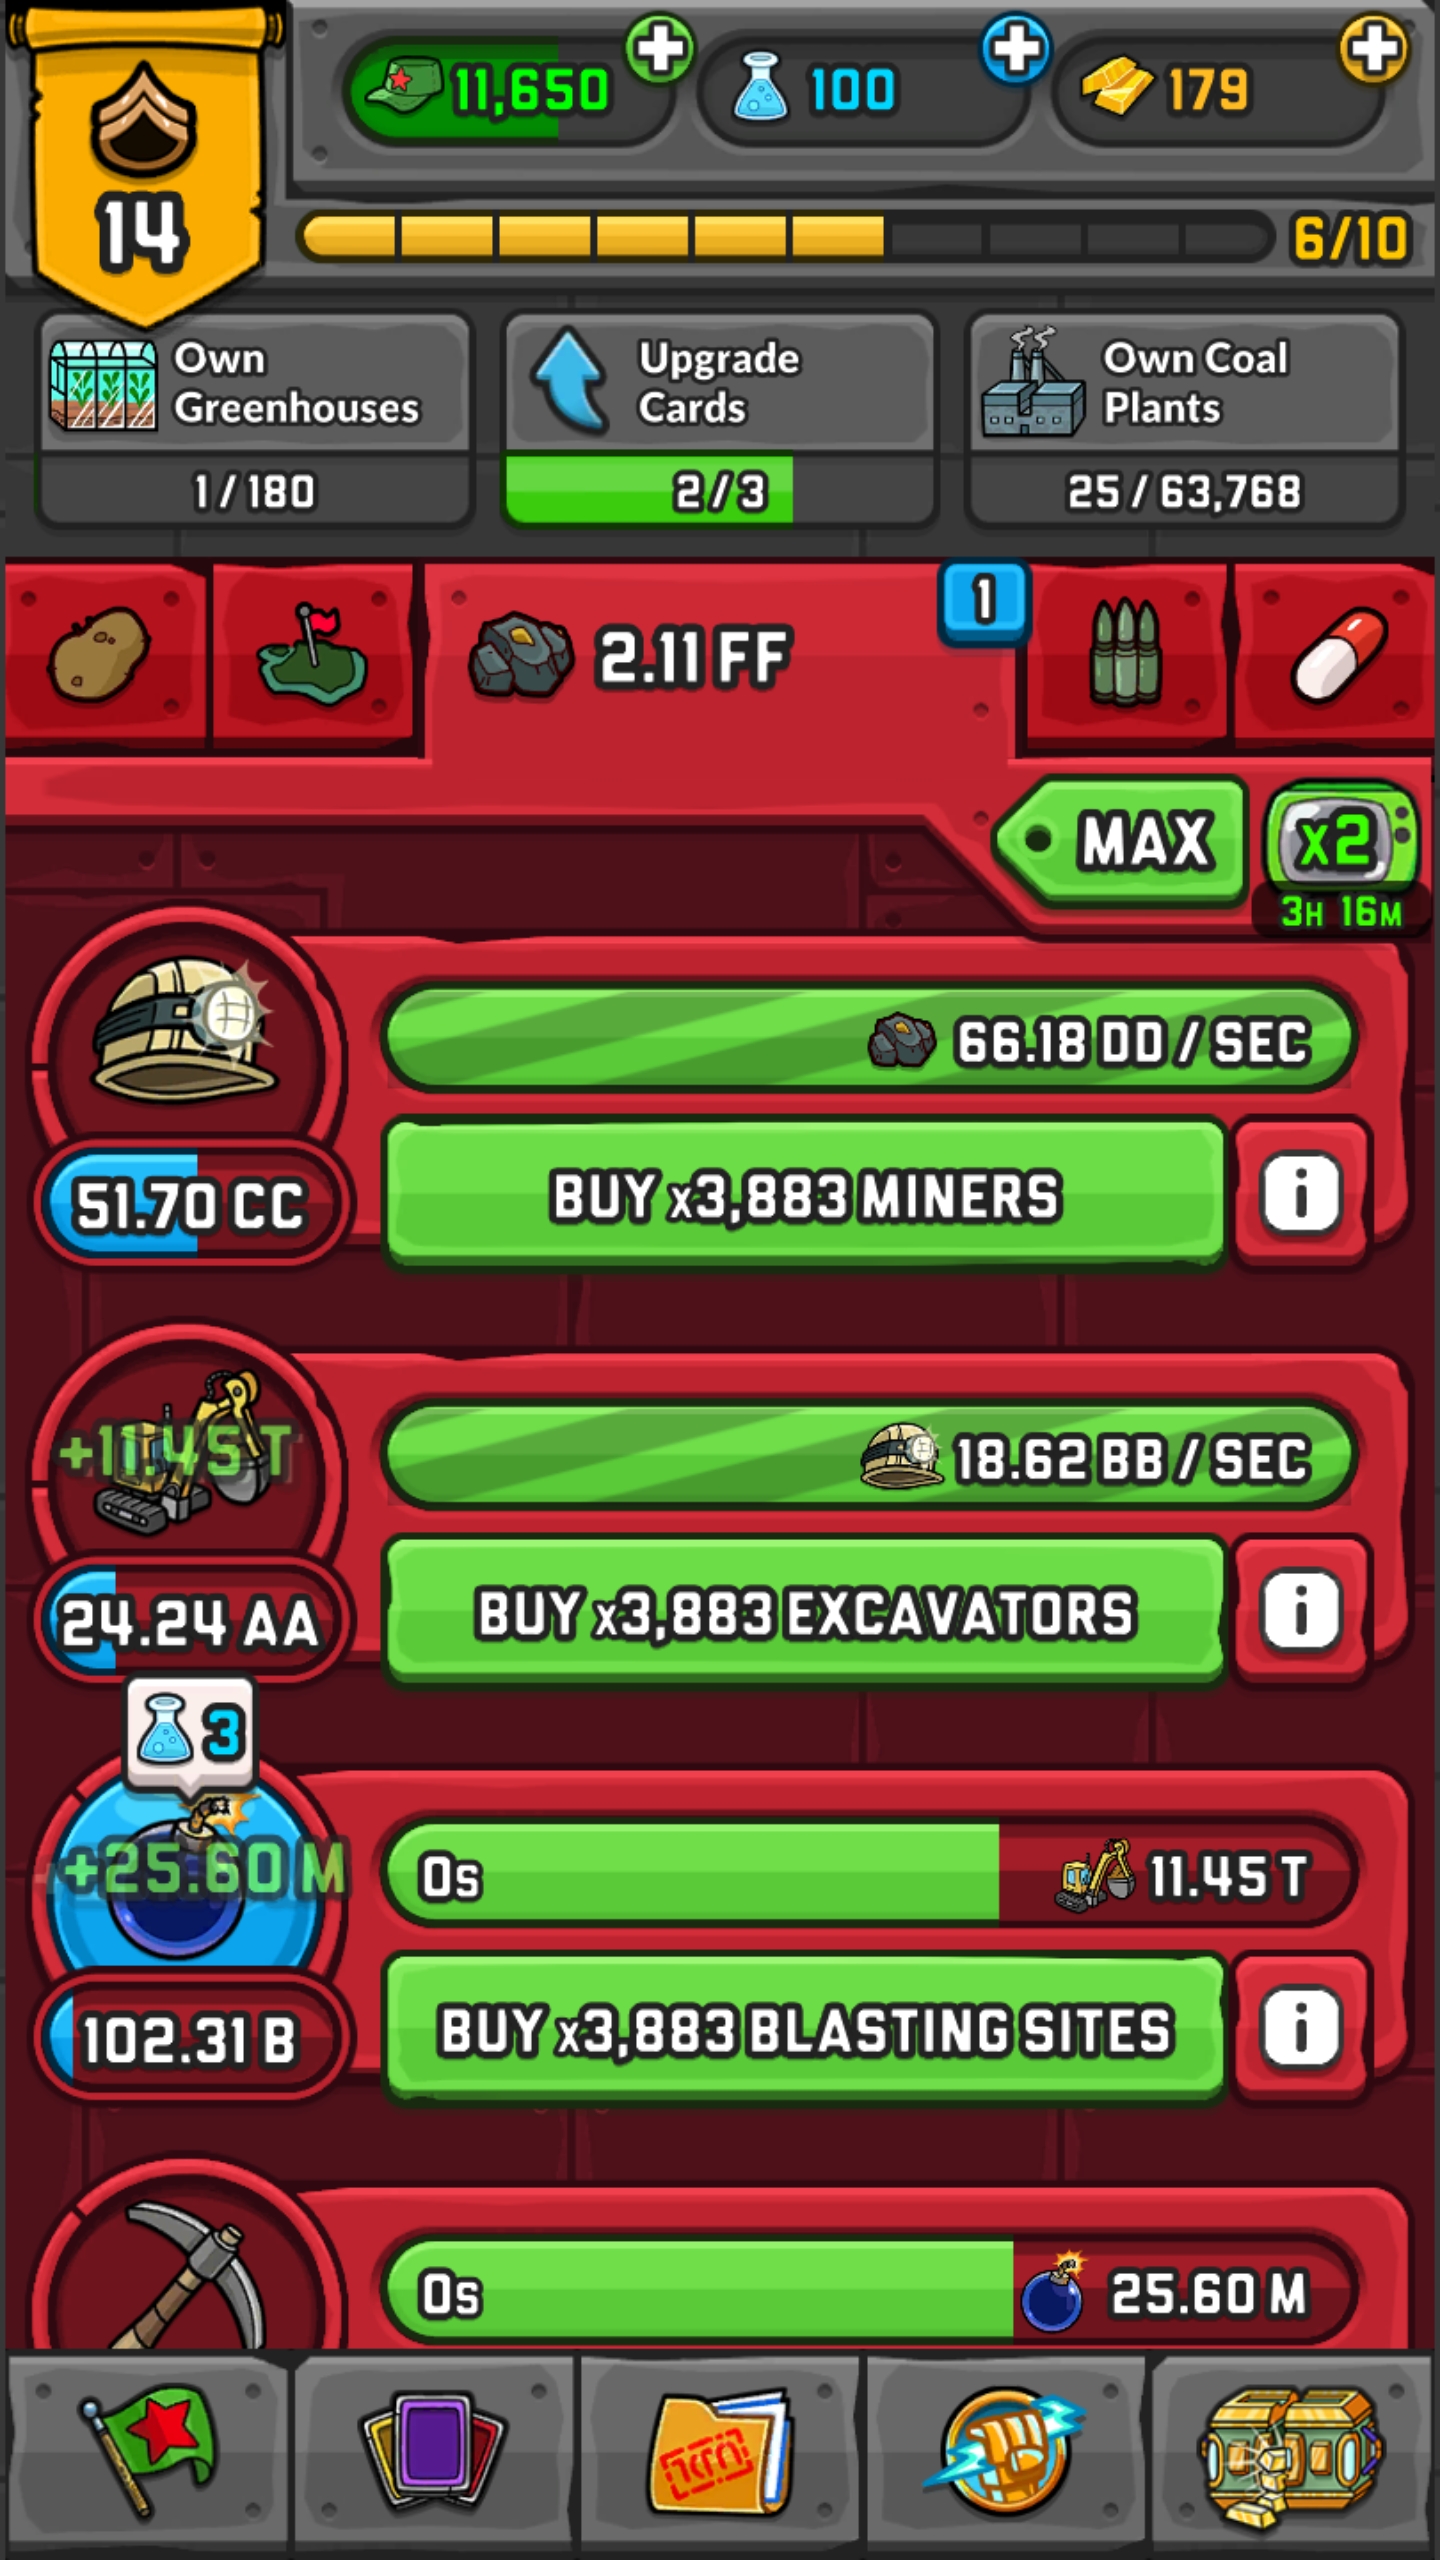 11,650
100
179
14
6/10
Own
Greenhouses
1/180
Upgrade
Cards
2/3
Own Coal
Plants
25/63,768
2.11 FF
1
MAX
x2
3H 16M
66.18 DD / SEC
51.70 CC
BUY x3,883 MINERS
i
+11.45 T
18.62 BB / SEC
24.24 AA
BUY x3,883 EXCAVATORS
i
3
+25.60 M
0s
11.45 T
102.31 B
BUY x3,883 BLASTING SITES
i
0s
25.60 M